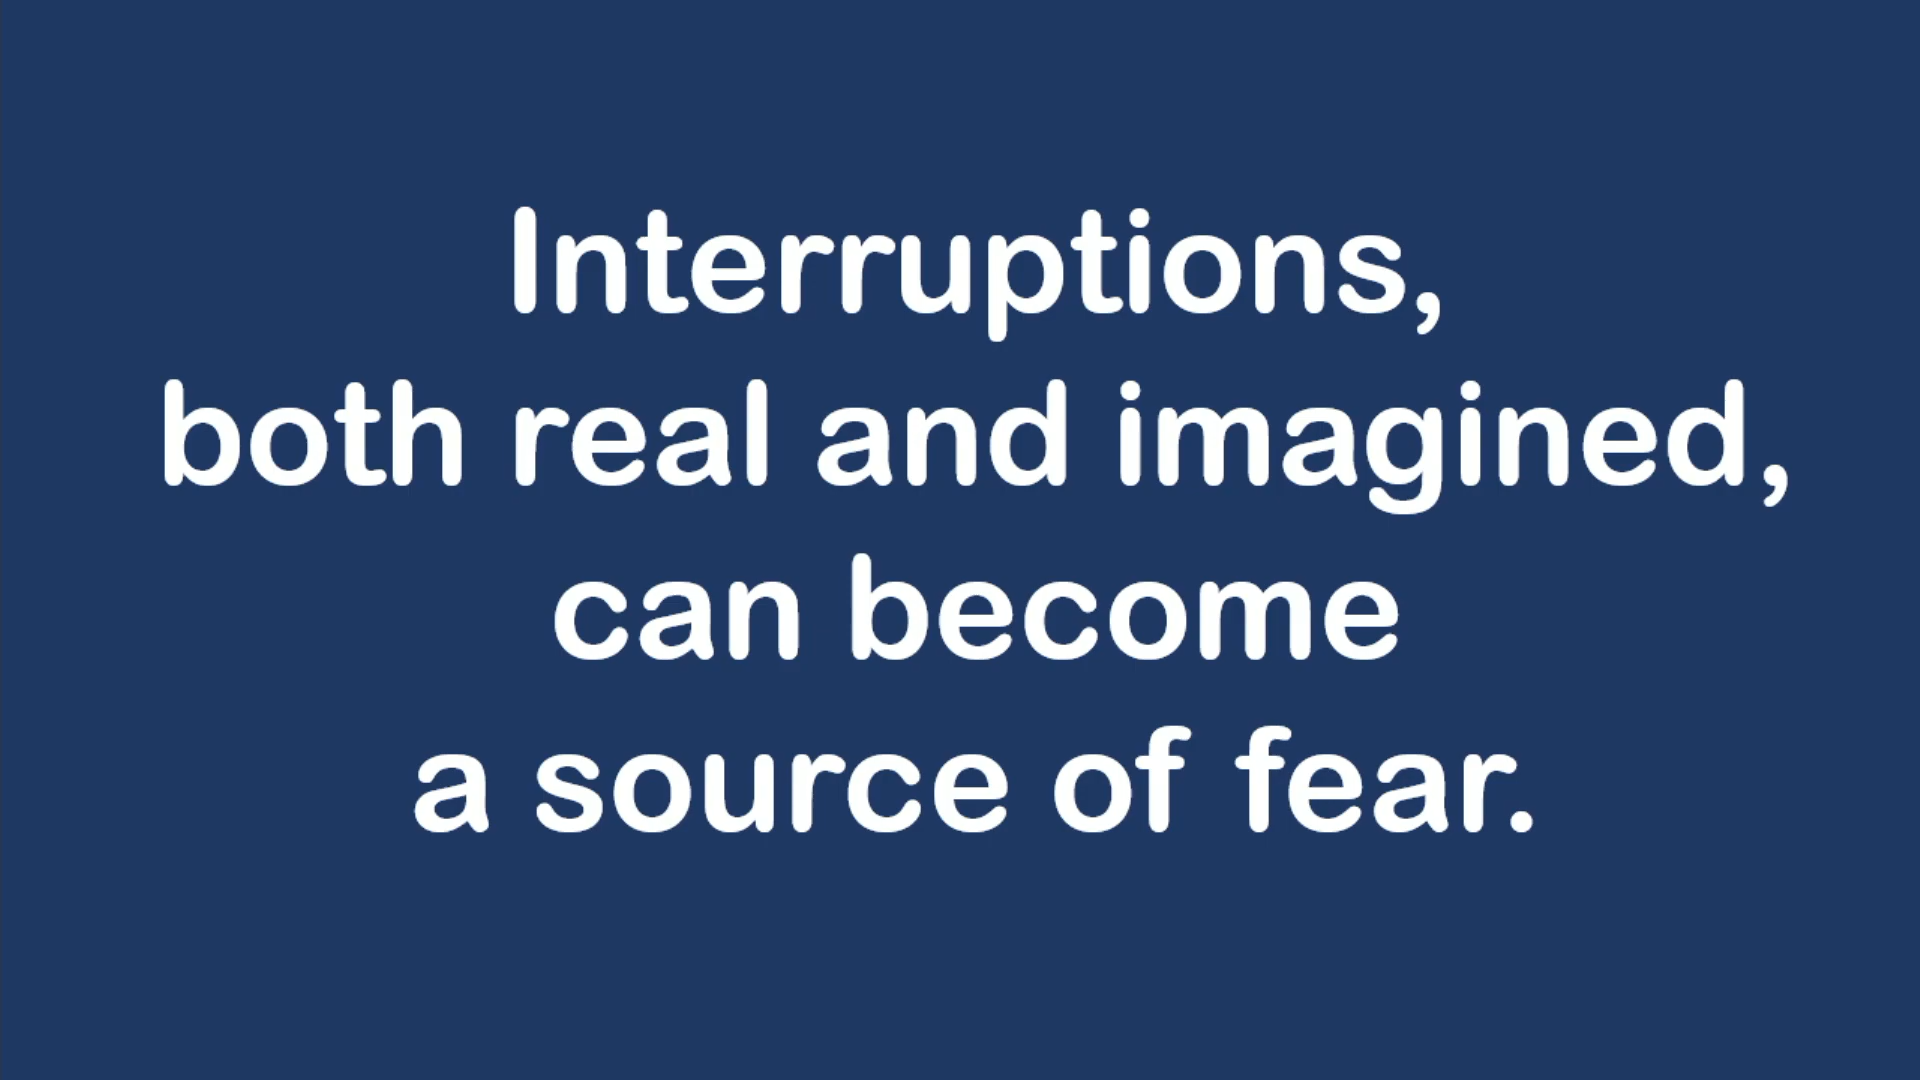 Interruptions,
both real and imagined,
can become
a source of fear.